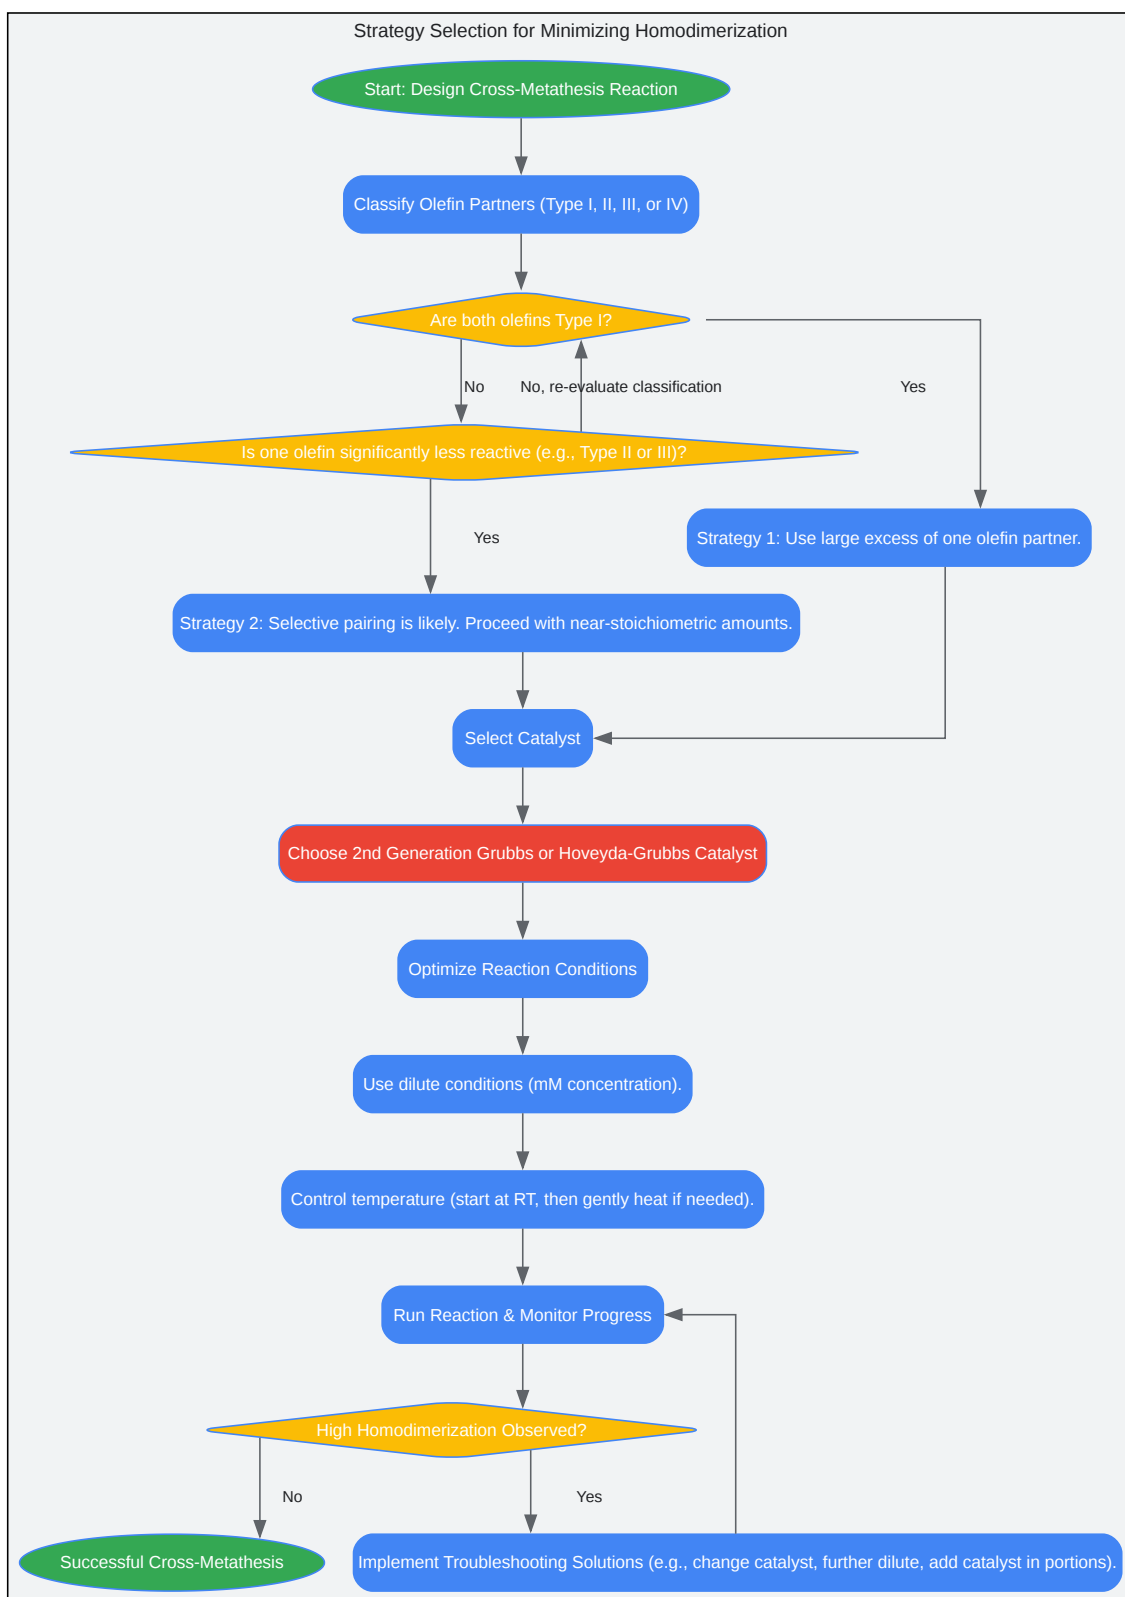 Strategy Selection for Minimizing Homodimerization
Start: Design Cross-Metathesis Reaction
Classify Olefin Partners (Type I, II, III, or IV)
Are both olefins Type I?
No
No, re-evaluate classification
Yes
Is one olefin significantly less reactive (e.g., Type II or III)?
Yes
Strategy 1: Use large excess of one olefin partner.
Strategy 2: Selective pairing is likely. Proceed with near-stoichiometric amounts.
Select Catalyst
Choose 2nd Generation Grubbs or Hoveyda-Grubbs Catalyst
Optimize Reaction Conditions
Use dilute conditions (mM concentration).
Control temperature (start at RT, then gently heat if needed).
Run Reaction & Monitor Progress
High Homodimerization Observed?
No
Yes
Successful Cross-Metathesis
Implement Troubleshooting Solutions (e.g., change catalyst, further dilute, add catalyst in portions).